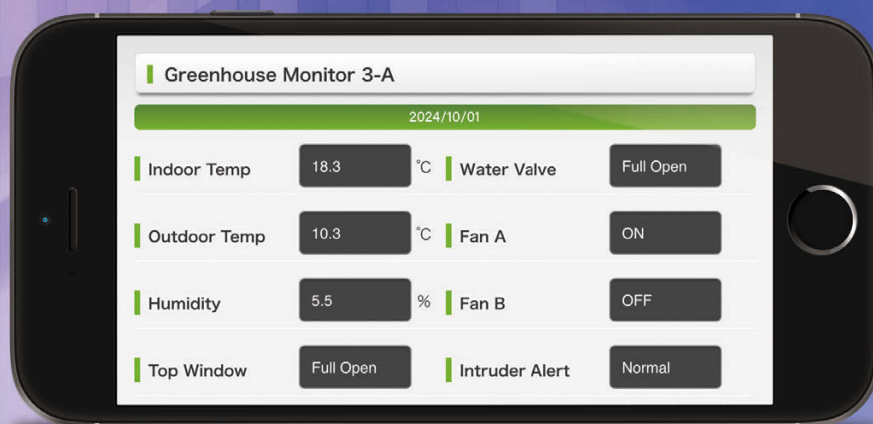 Greenhouse Monitor 3-A
2024/10/01
Indoor Temp 18.3 °C Water Valve Full Open
Outdoor Temp 10.3 °C Fan A ON
Humidity 5.5 % Fan B OFF
Top Window Full Open Intruder Alert Normal